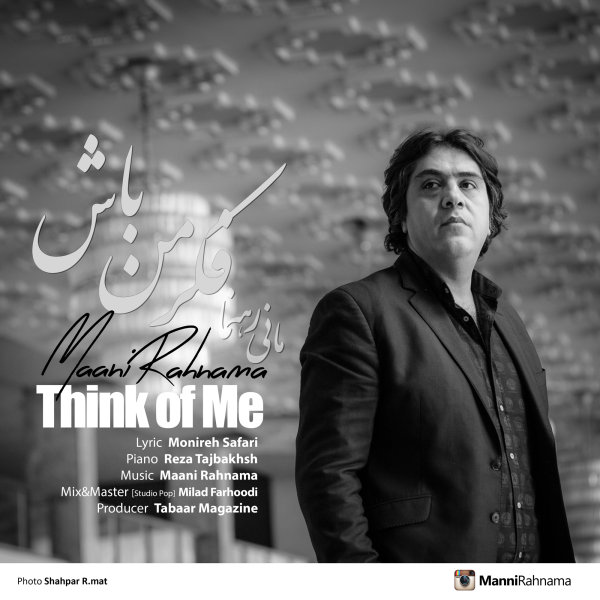 فکر من باش
مانی رهنما
Maani Rahnama
Think of Me
Lyric Monireh Safari
Piano Reza Tajbakhsh
Music Maani Rahnama
Mix&Master [Studio Pop] Milad Farhoodi
Producer Tabaar Magazine
Photo Shahpar R.mat
ManniRahnama